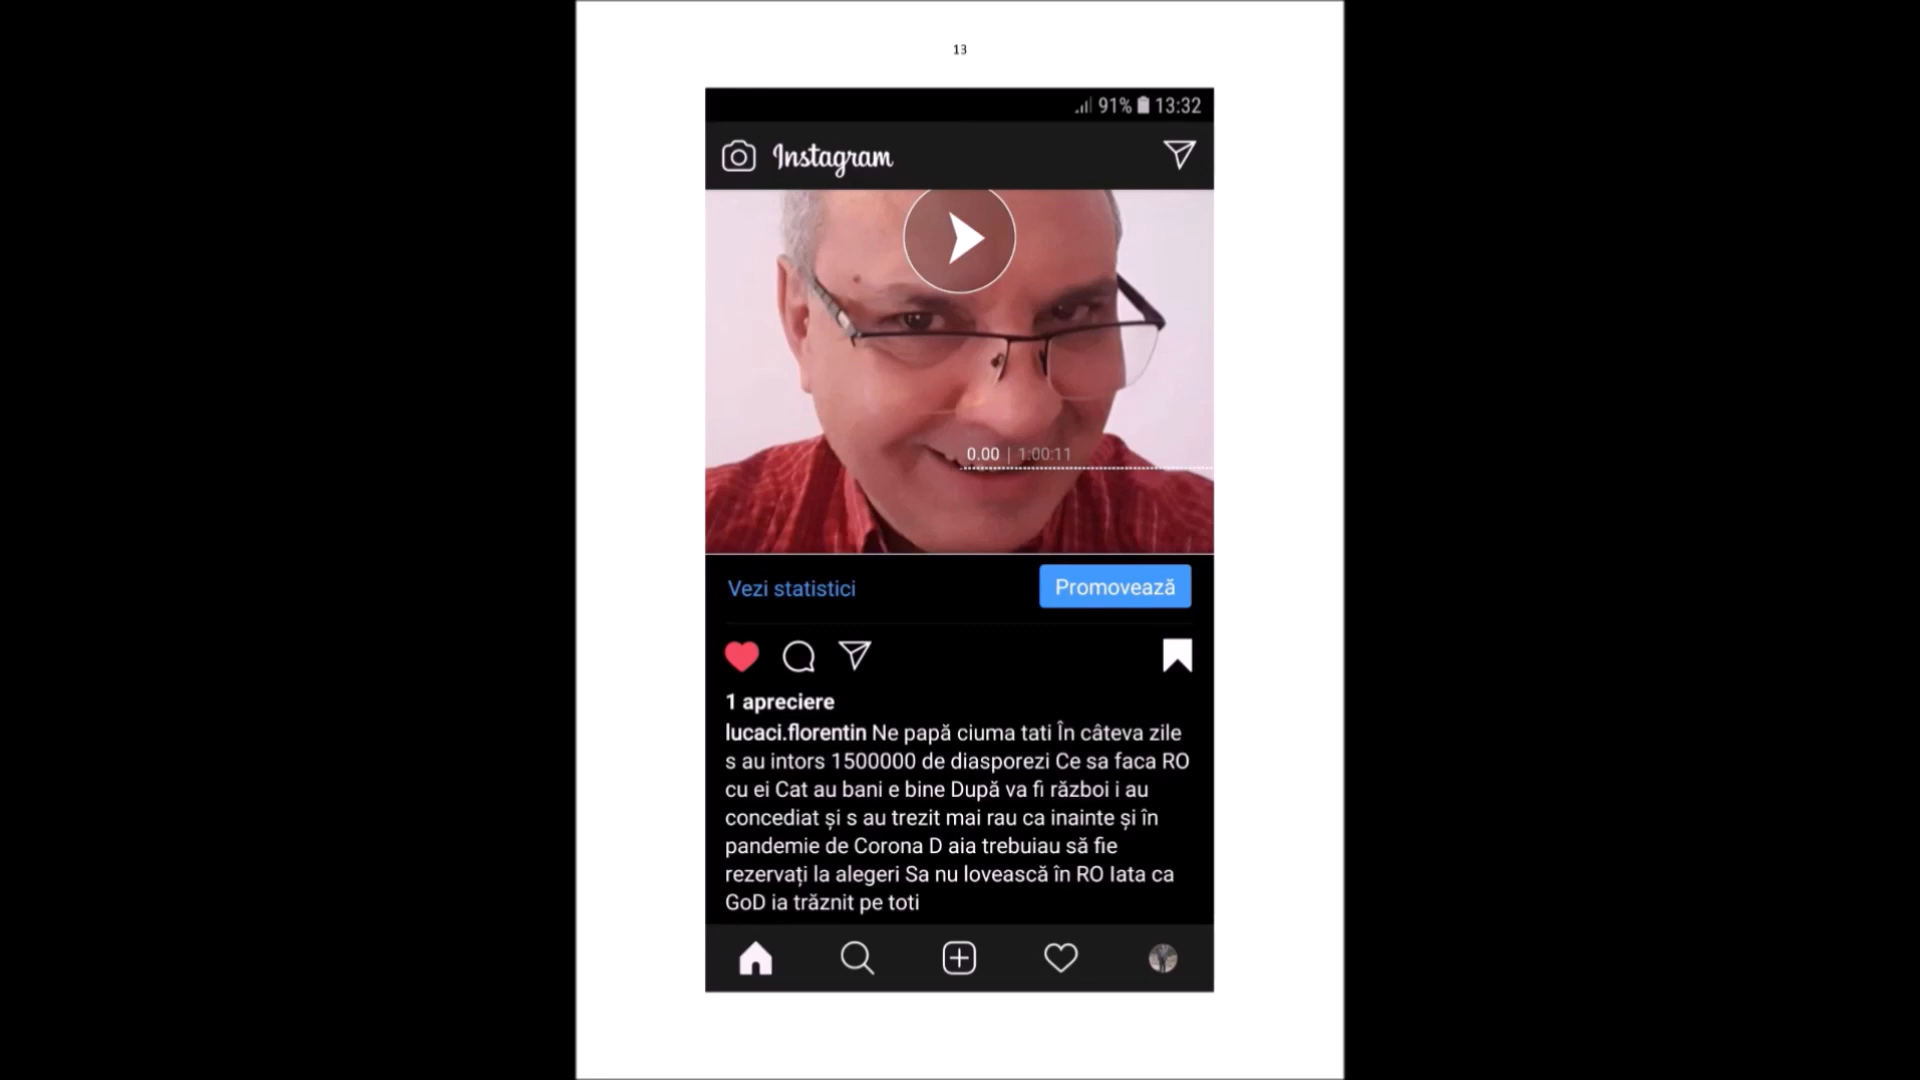 13
91% 13:32
Instagram
0.00 | 1:00:11
Vezi statistici
Promovează
1 apreciere
lucaci.florentin Ne papă ciuma tati În câteva zile
s au intors 1500000 de diasporezi Ce sa faca RO
cu ei Cat au bani e bine După va fi război i au
concediat și s au trezit mai rau ca inainte și în
pandemie de Corona D aia trebuiau să fie
rezervați la alegeri Sa nu lovească în RO Iata ca
GoD ia trăznit pe toti